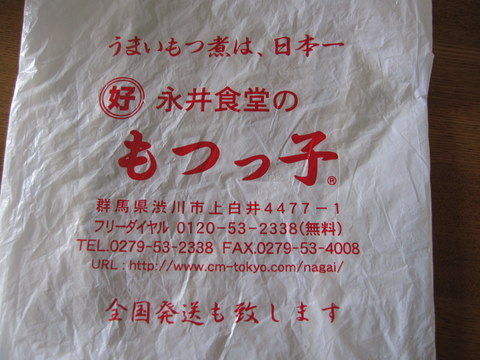 うまいもつ煮は、日本一
好 永井食堂の
もつっ子®
群馬県渋川市上白井4477-1
フリーダイヤル 0120-53-2338(無料)
TEL.0279-53-2338 FAX.0279-53-4008
URL : http://www.cm-tokyo.com/nagai/
全国発送も致します